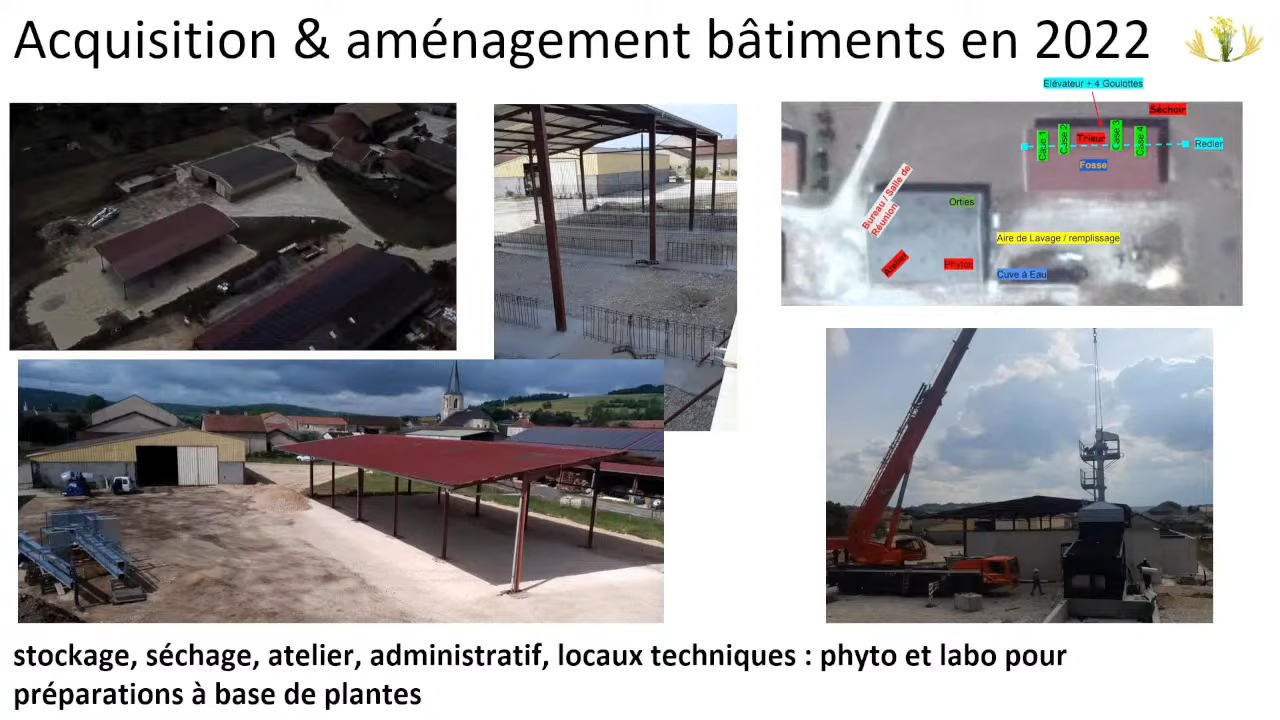 Acquisition & aménagement bâtiments en 2022
Elévateur + 4 Goulottes
Séchoir
Case 1
Case 2
Trieur
Case 3
Case 4
Redler
Fosse
Bureau / Salle de
Réunion
Orties
Aire de Lavage / remplissage
Atelier
Phytos
Cuve à Eau
stockage, séchage, atelier, administratif, locaux techniques : phyto et labo pour
préparations à base de plantes